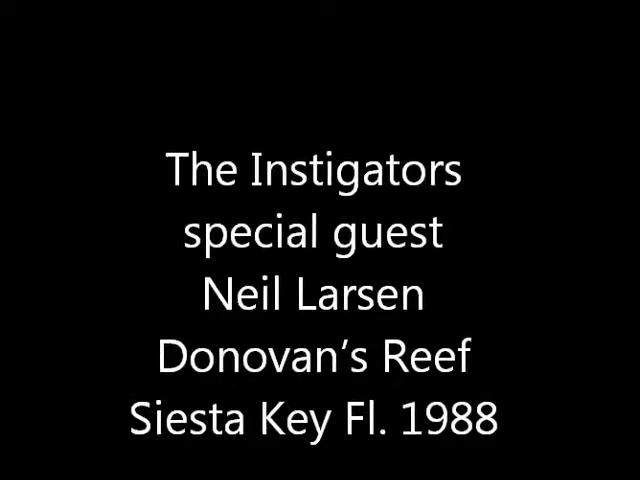 The Instigators
special guest
Neil Larsen
Donovan’s Reef
Siesta Key Fl. 1988